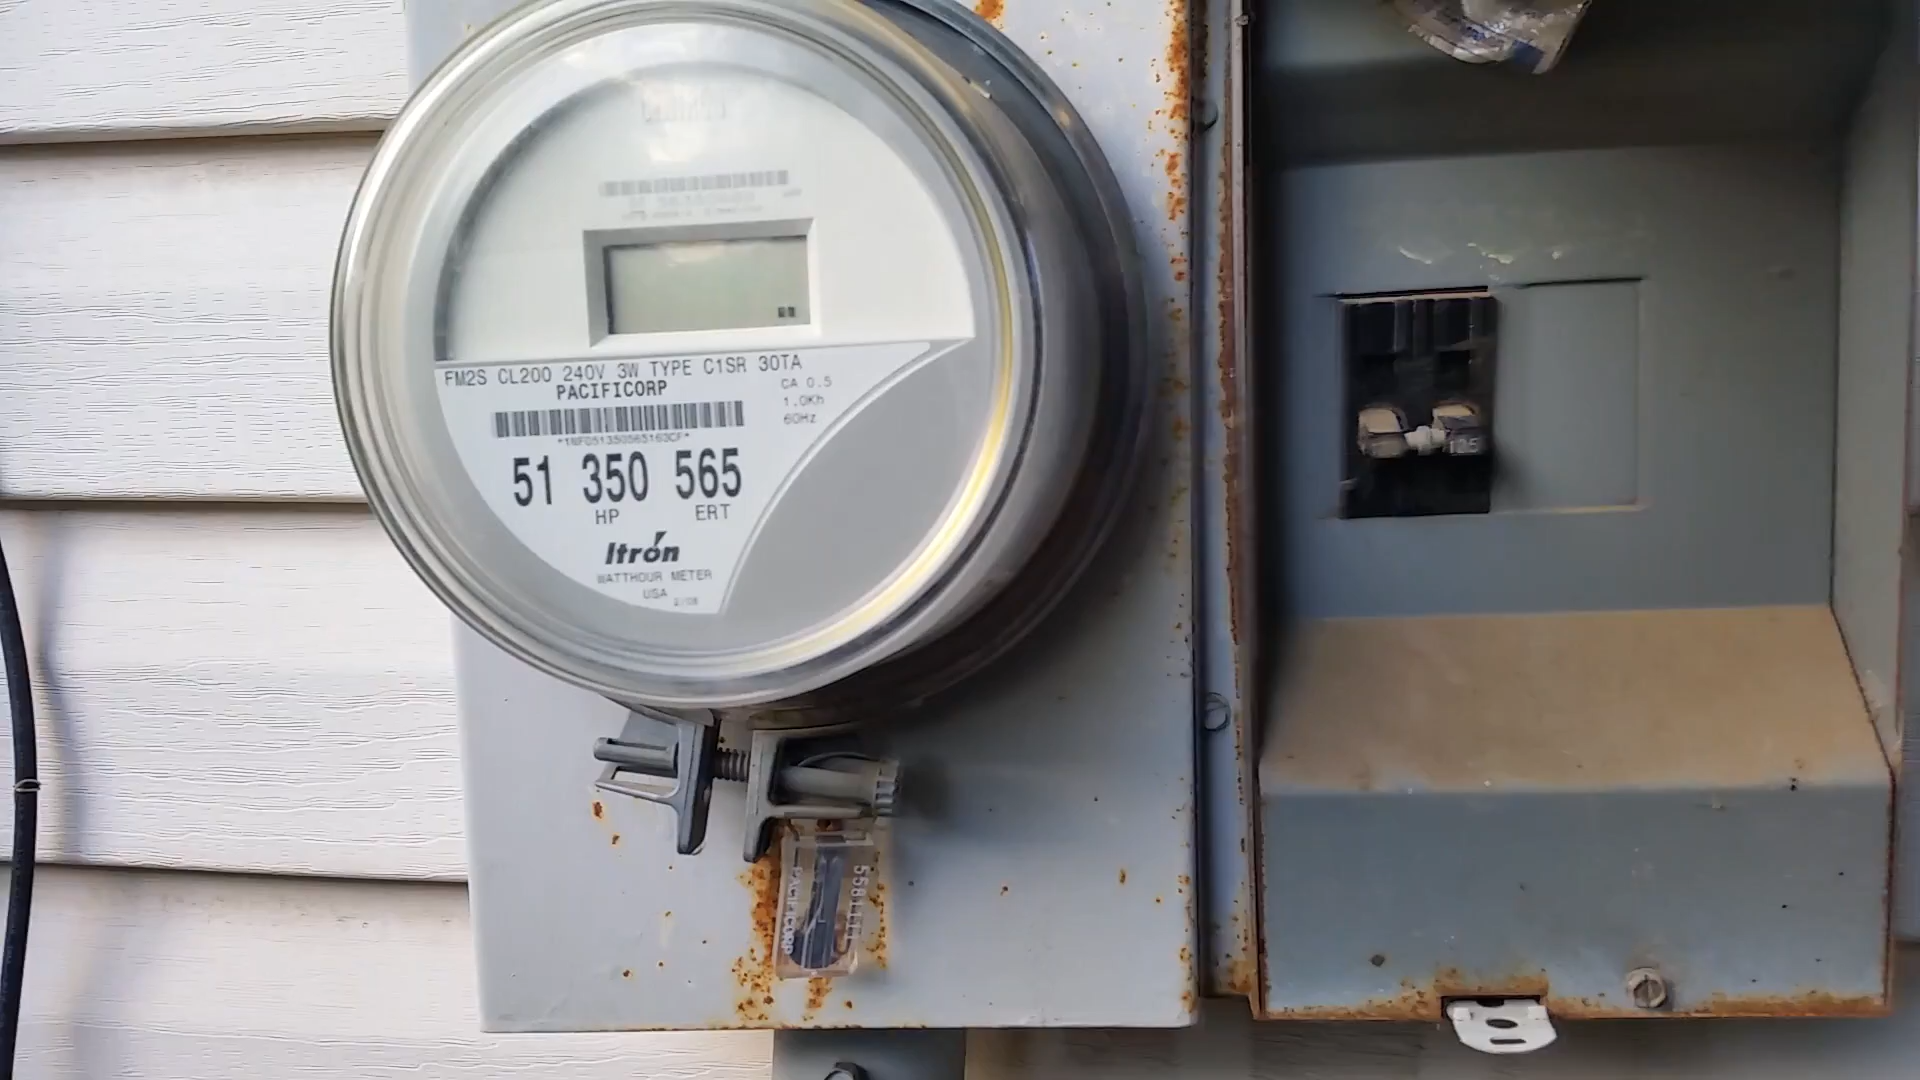 FM2S CL200 240V 3W TYPE C1SR 30TA
PACIFICORP
CA 0.5
1.0Kh
60Hz
51 350 565
HP ERT
Itron
WATTHOUR METER
USA
PACIFICORP
125